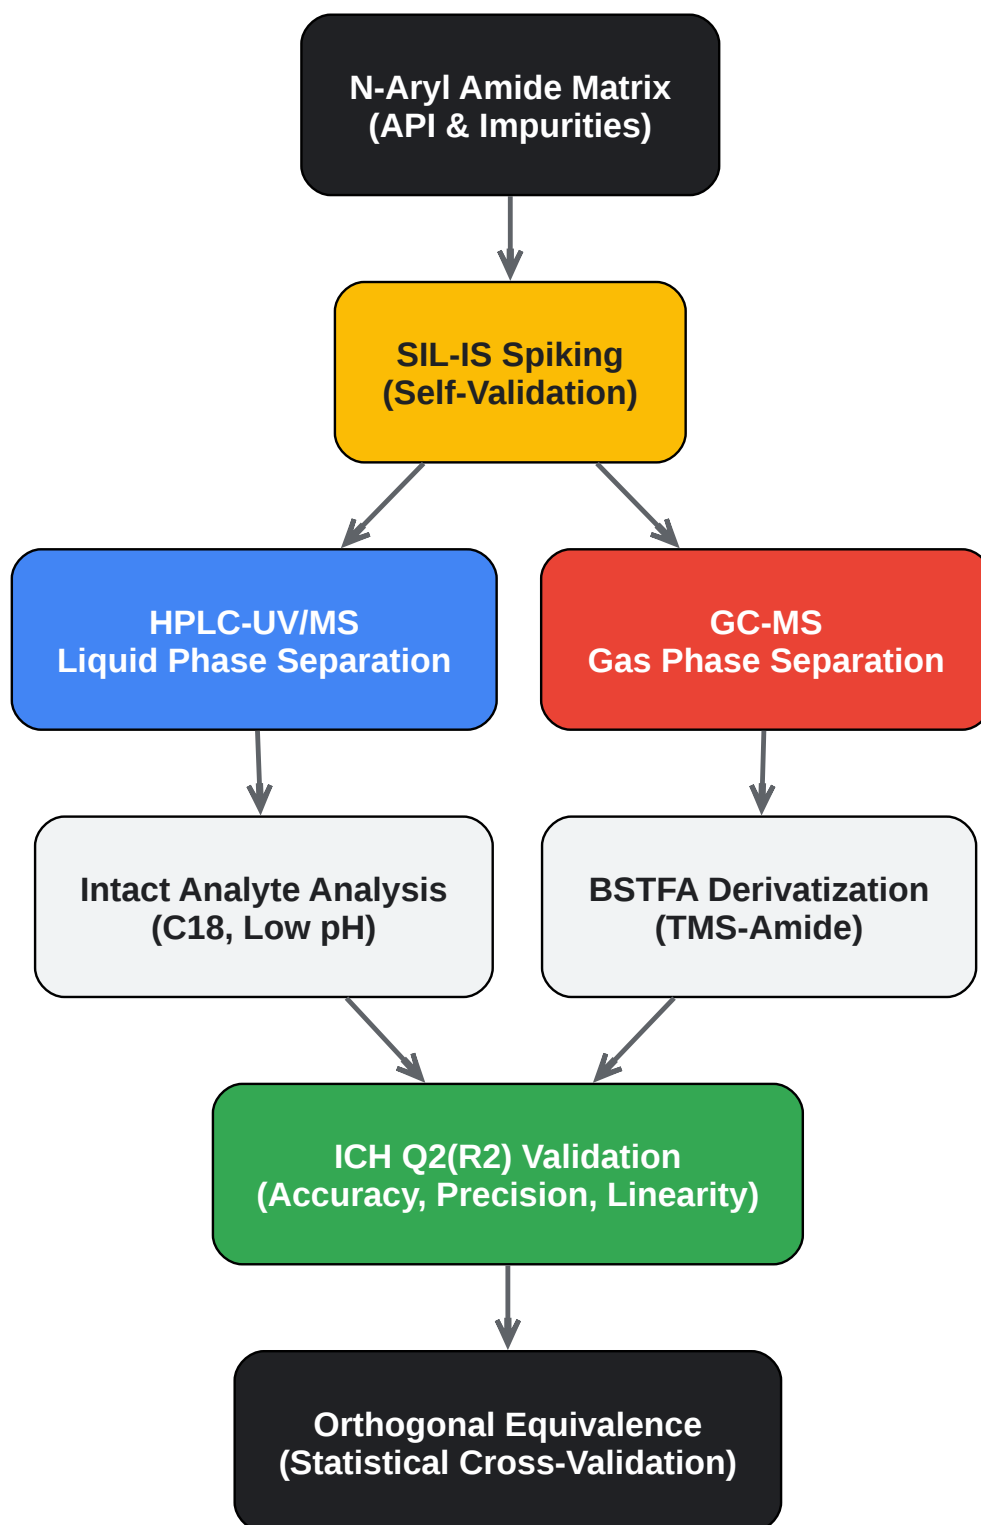 N-Aryl Amide Matrix
(API & Impurities)
SIL-IS Spiking
(Self-Validation)
HPLC-UV/MS
Liquid Phase Separation
GC-MS
Gas Phase Separation
Intact Analyte Analysis
(C18, Low pH)
BSTFA Derivatization
(TMS-Amide)
ICH Q2(R2) Validation
(Accuracy, Precision, Linearity)
Orthogonal Equivalence
(Statistical Cross-Validation)